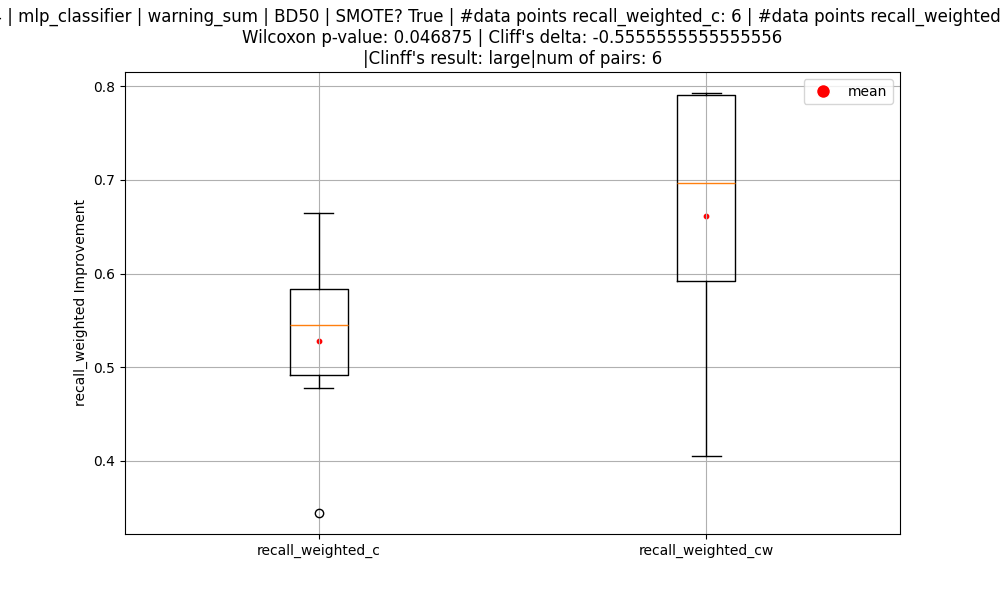 | mlp_classifier | warning_sum | BD50 | SMOTE? True | #data points recall_weighted_c: 6 | #data points recall_weighted
Wilcoxon p-value: 0.046875 | Cliff's delta: -0.5555555555555556
|Clinff's result: large|num of pairs: 6
mean
0.8
0.7
0.6
0.5
0.4
recall_weighted Improvement
recall_weighted_c
recall_weighted_cw